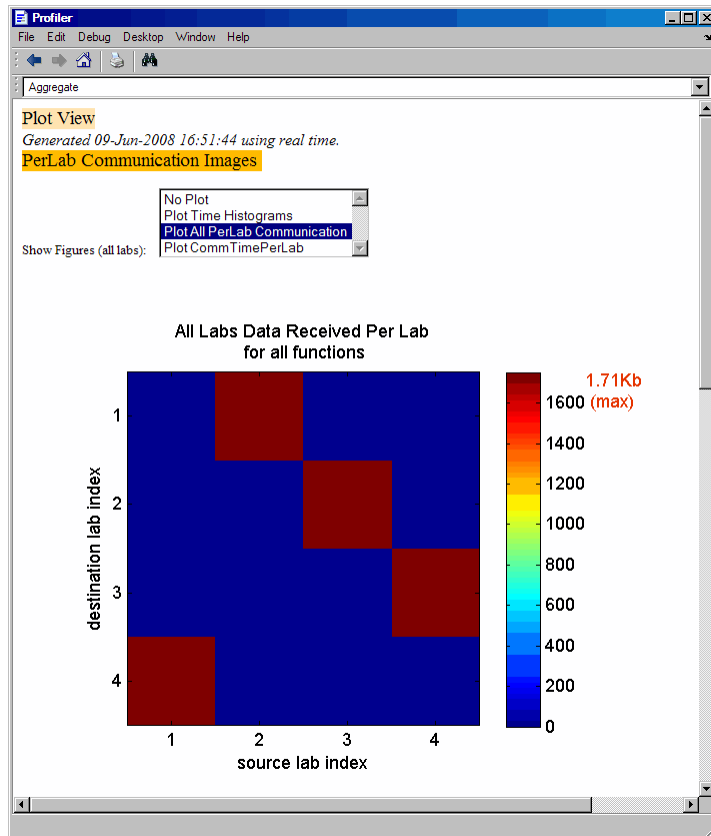 Profiler
File Edit Debug Desktop Window Help
Aggregate
Plot View
Generated 09-Jun-2008 16:51:44 using real time.
PerLab Communication Images
Show Figures (all labs):
No Plot
Plot Time Histograms
Plot All PerLab Communication
Plot CommTimePerLab
All Labs Data Received Per Lab
for all functions
1.71Kb
(max)
destination lab index
1
2
3
4
1 2 3 4
source lab index
1600
1400
1200
1000
800
600
400
200
0